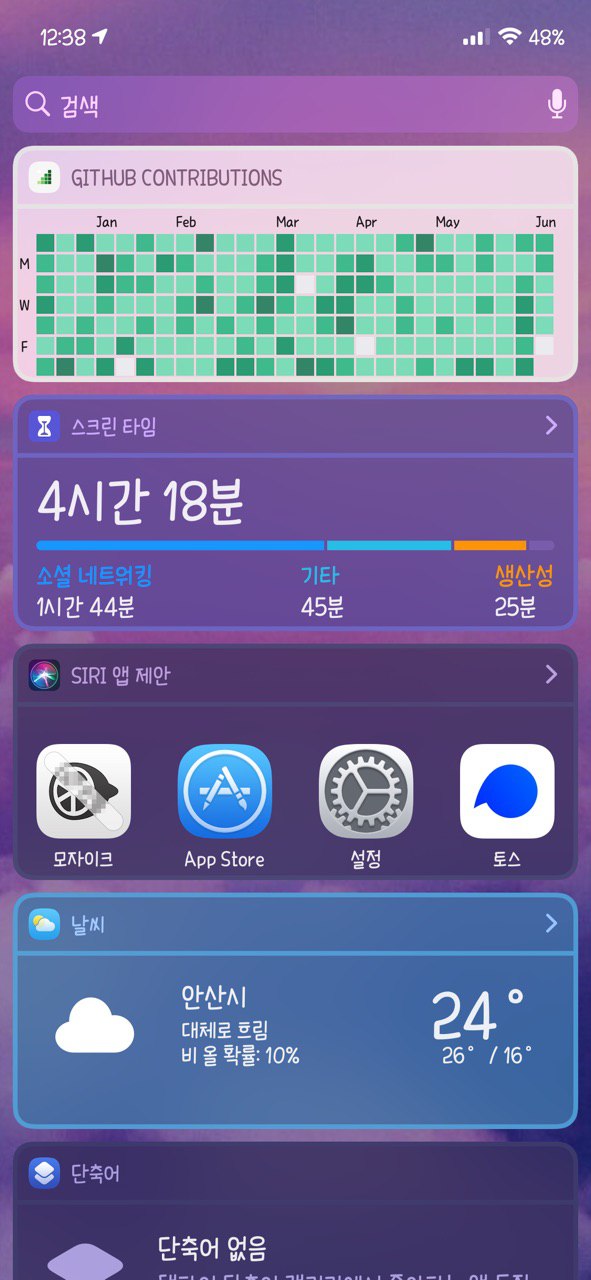 12:38 48%
검색
GITHUB CONTRIBUTIONS
Jan Feb Mar Apr May Jun
M
W
F
스크린 타임
4시간 18분
소셜 네트워킹 기타 생산성
1시간 44분 45분 25분
SIRI 앱 제안
모자이크 App Store 설정 토스
날씨
안산시
24°
대체로 흐림
비 올 확률: 10%
26° / 16°
단축어
단축어 없음